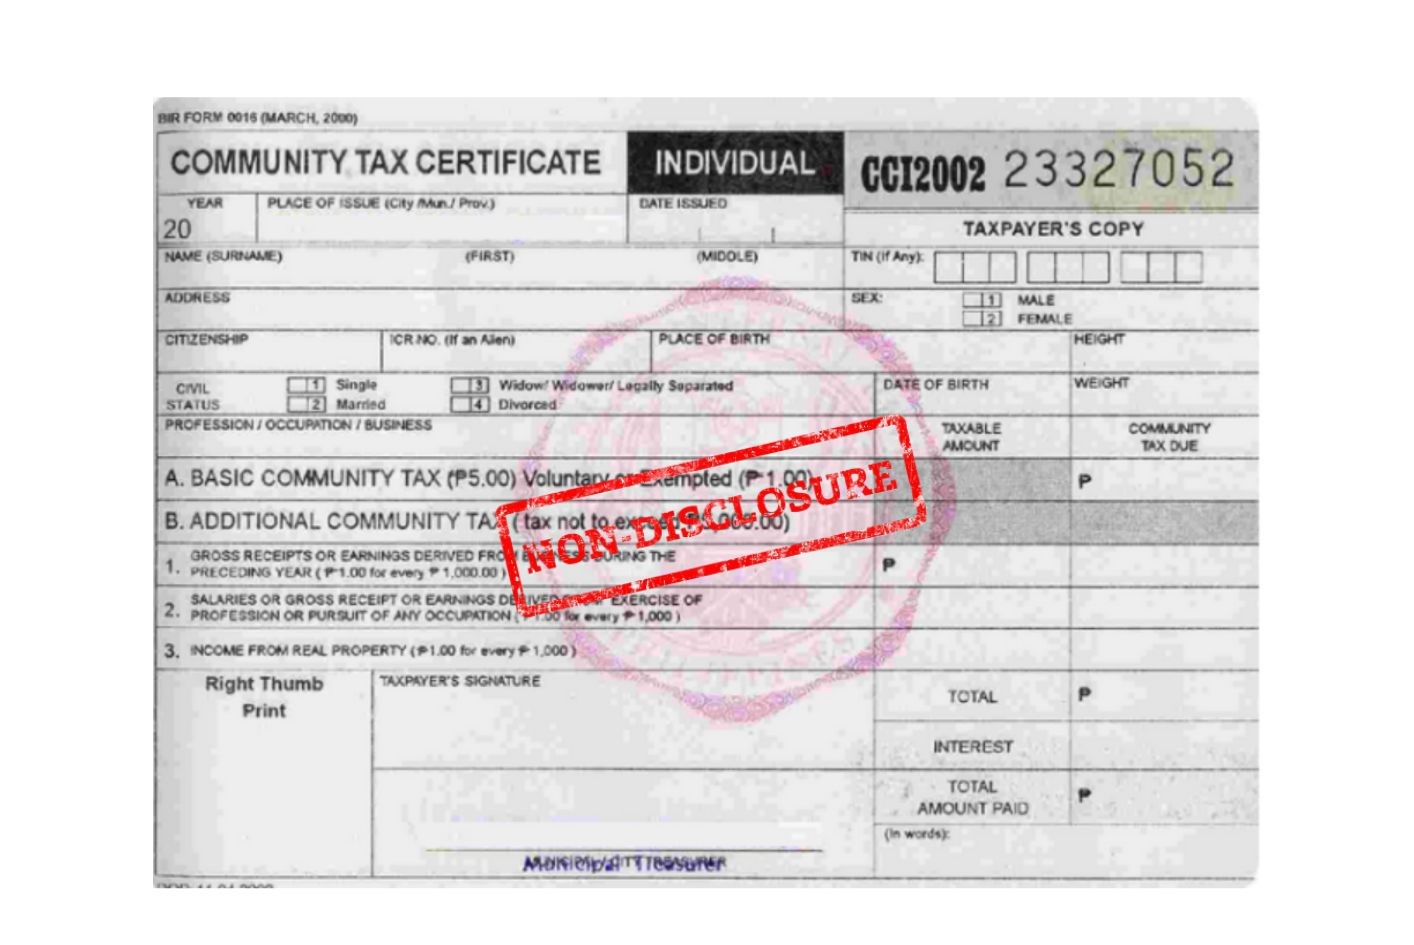 BIR FORM 0016 (MARCH, 2000)
COMMUNITY TAX CERTIFICATE
INDIVIDUAL
CCI2002 23327052
YEAR
20
PLACE OF ISSUE (City /Mun./ Prov.)
DATE ISSUED
TAXPAYER'S COPY
NAME (SURNAME) (FIRST) (MIDDLE)
TIN (If Any):
ADDRESS
SEX:
1 MALE
2 FEMALE
CITIZENSHIP
ICR NO. (If an Alien)
PLACE OF BIRTH
HEIGHT
CIVIL
STATUS
1 Single
2 Married
3 Widow/ Widower/ Legally Separated
4 Divorced
DATE OF BIRTH
WEIGHT
PROFESSION / OCCUPATION / BUSINESS
TAXABLE
AMOUNT
COMMUNITY
TAX DUE
A. BASIC COMMUNITY TAX (₱5.00) Voluntary or Exempted (₱ 1.00)
₱
B. ADDITIONAL COMMUNITY TAX ( tax not to exceed ₱5,000.00)
NON-DISCLOSURE
1. GROSS RECEIPTS OR EARNINGS DERIVED FROM BUSINESS DURING THE
PRECEDING YEAR ( ₱1.00 for every ₱ 1,000.00 )
₱
2. SALARIES OR GROSS RECEIPT OR EARNINGS DERIVED FROM EXERCISE OF
PROFESSION OR PURSUIT OF ANY OCCUPATION ( ₱1.00 for every ₱ 1,000 )
3. INCOME FROM REAL PROPERTY ( ₱1.00 for every ₱ 1,000 )
Right Thumb
Print
TAXPAYER'S SIGNATURE
TOTAL ₱
INTEREST
TOTAL
AMOUNT PAID
₱
(In words):
MUNICIPAL / CITY TREASURER
Municipal Treasurer